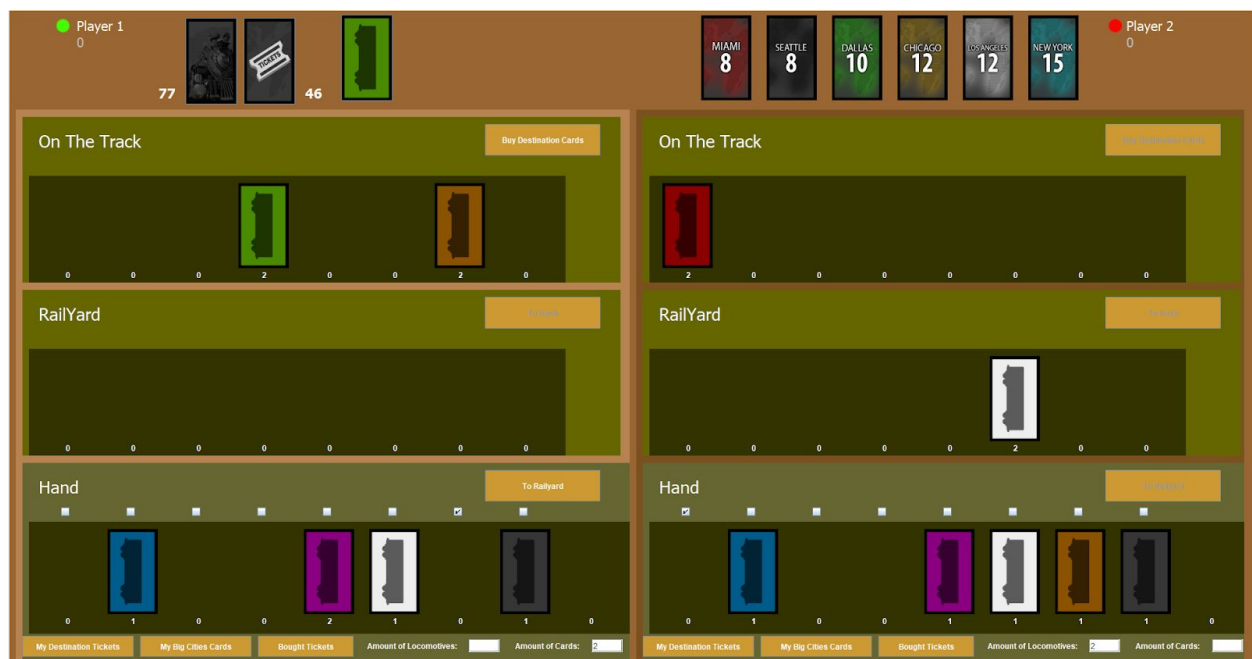 Player 1
0
77
TICKETS
46
MIAMI
8
SEATTLE
8
DALLAS
10
CHICAGO
12
LOS ANGELES
12
NEW YORK
15
Player 2
0
On The Track
Buy Destination Cards
0 0 0 2 0 0 2 0
On The Track
Buy Destination Cards
2 0 0 0 0 0 0 0
RailYard
0 0 0 0 0 0 0 0
RailYard
0 0 0 0 0 2 0 0
Hand
To Railyard
0 1 0 0 2 1 0 1 0
Hand
0 1 0 0 1 1 1 1 0
My Destination Tickets My Big Cities Cards Bought Tickets Amount of Locomotives: Amount of Cards: 2
My Destination Tickets My Big Cities Cards Bought Tickets Amount of Locomotives: 2 Amount of Cards: